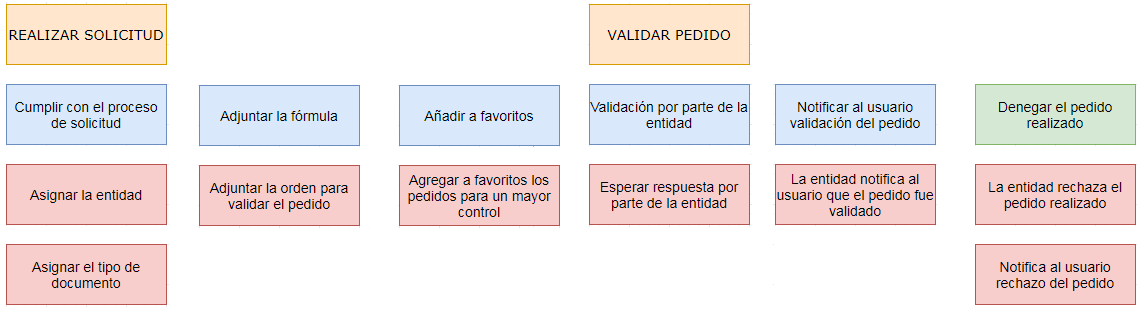 REALIZAR SOLICITUD
VALIDAR PEDIDO
Cumplir con el proceso
de solicitud
Adjuntar la fórmula
Añadir a favoritos
Validación por parte de la
entidad
Notificar al usuario
validación del pedido
Denegar el pedido
realizado
Asignar la entidad
Adjuntar la orden para
validar el pedido
Agregar a favoritos los
pedidos para un mayor
control
Esperar respuesta por
parte de la entidad
La entidad notifica al
usuario que el pedido fue
validado
La entidad rechaza el
pedido realizado
Asignar el tipo de
documento
Notifica al usuario
rechazo del pedido